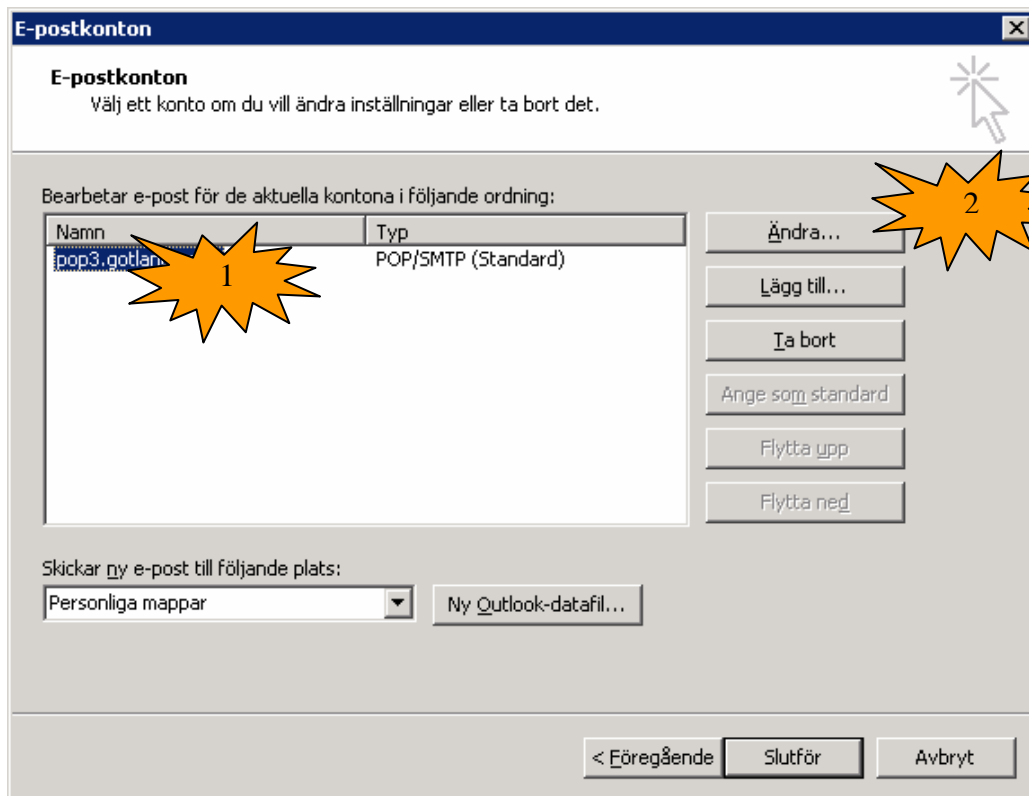 E-postkonton
E-postkonton
Välj ett konto om du vill ändra inställningar eller ta bort det.
Bearbetar e-post för de aktuella kontona i följande ordning:
Namn Typ
POP/SMTP (Standard)
1
2
Ändra...
Lägg till...
Ta bort
Ange som standard
Flytta upp
Flytta ned
Skickar ny e-post till följande plats:
Personliga mappar
Ny Outlook-datafil...
< Föregående Slutför Avbryt